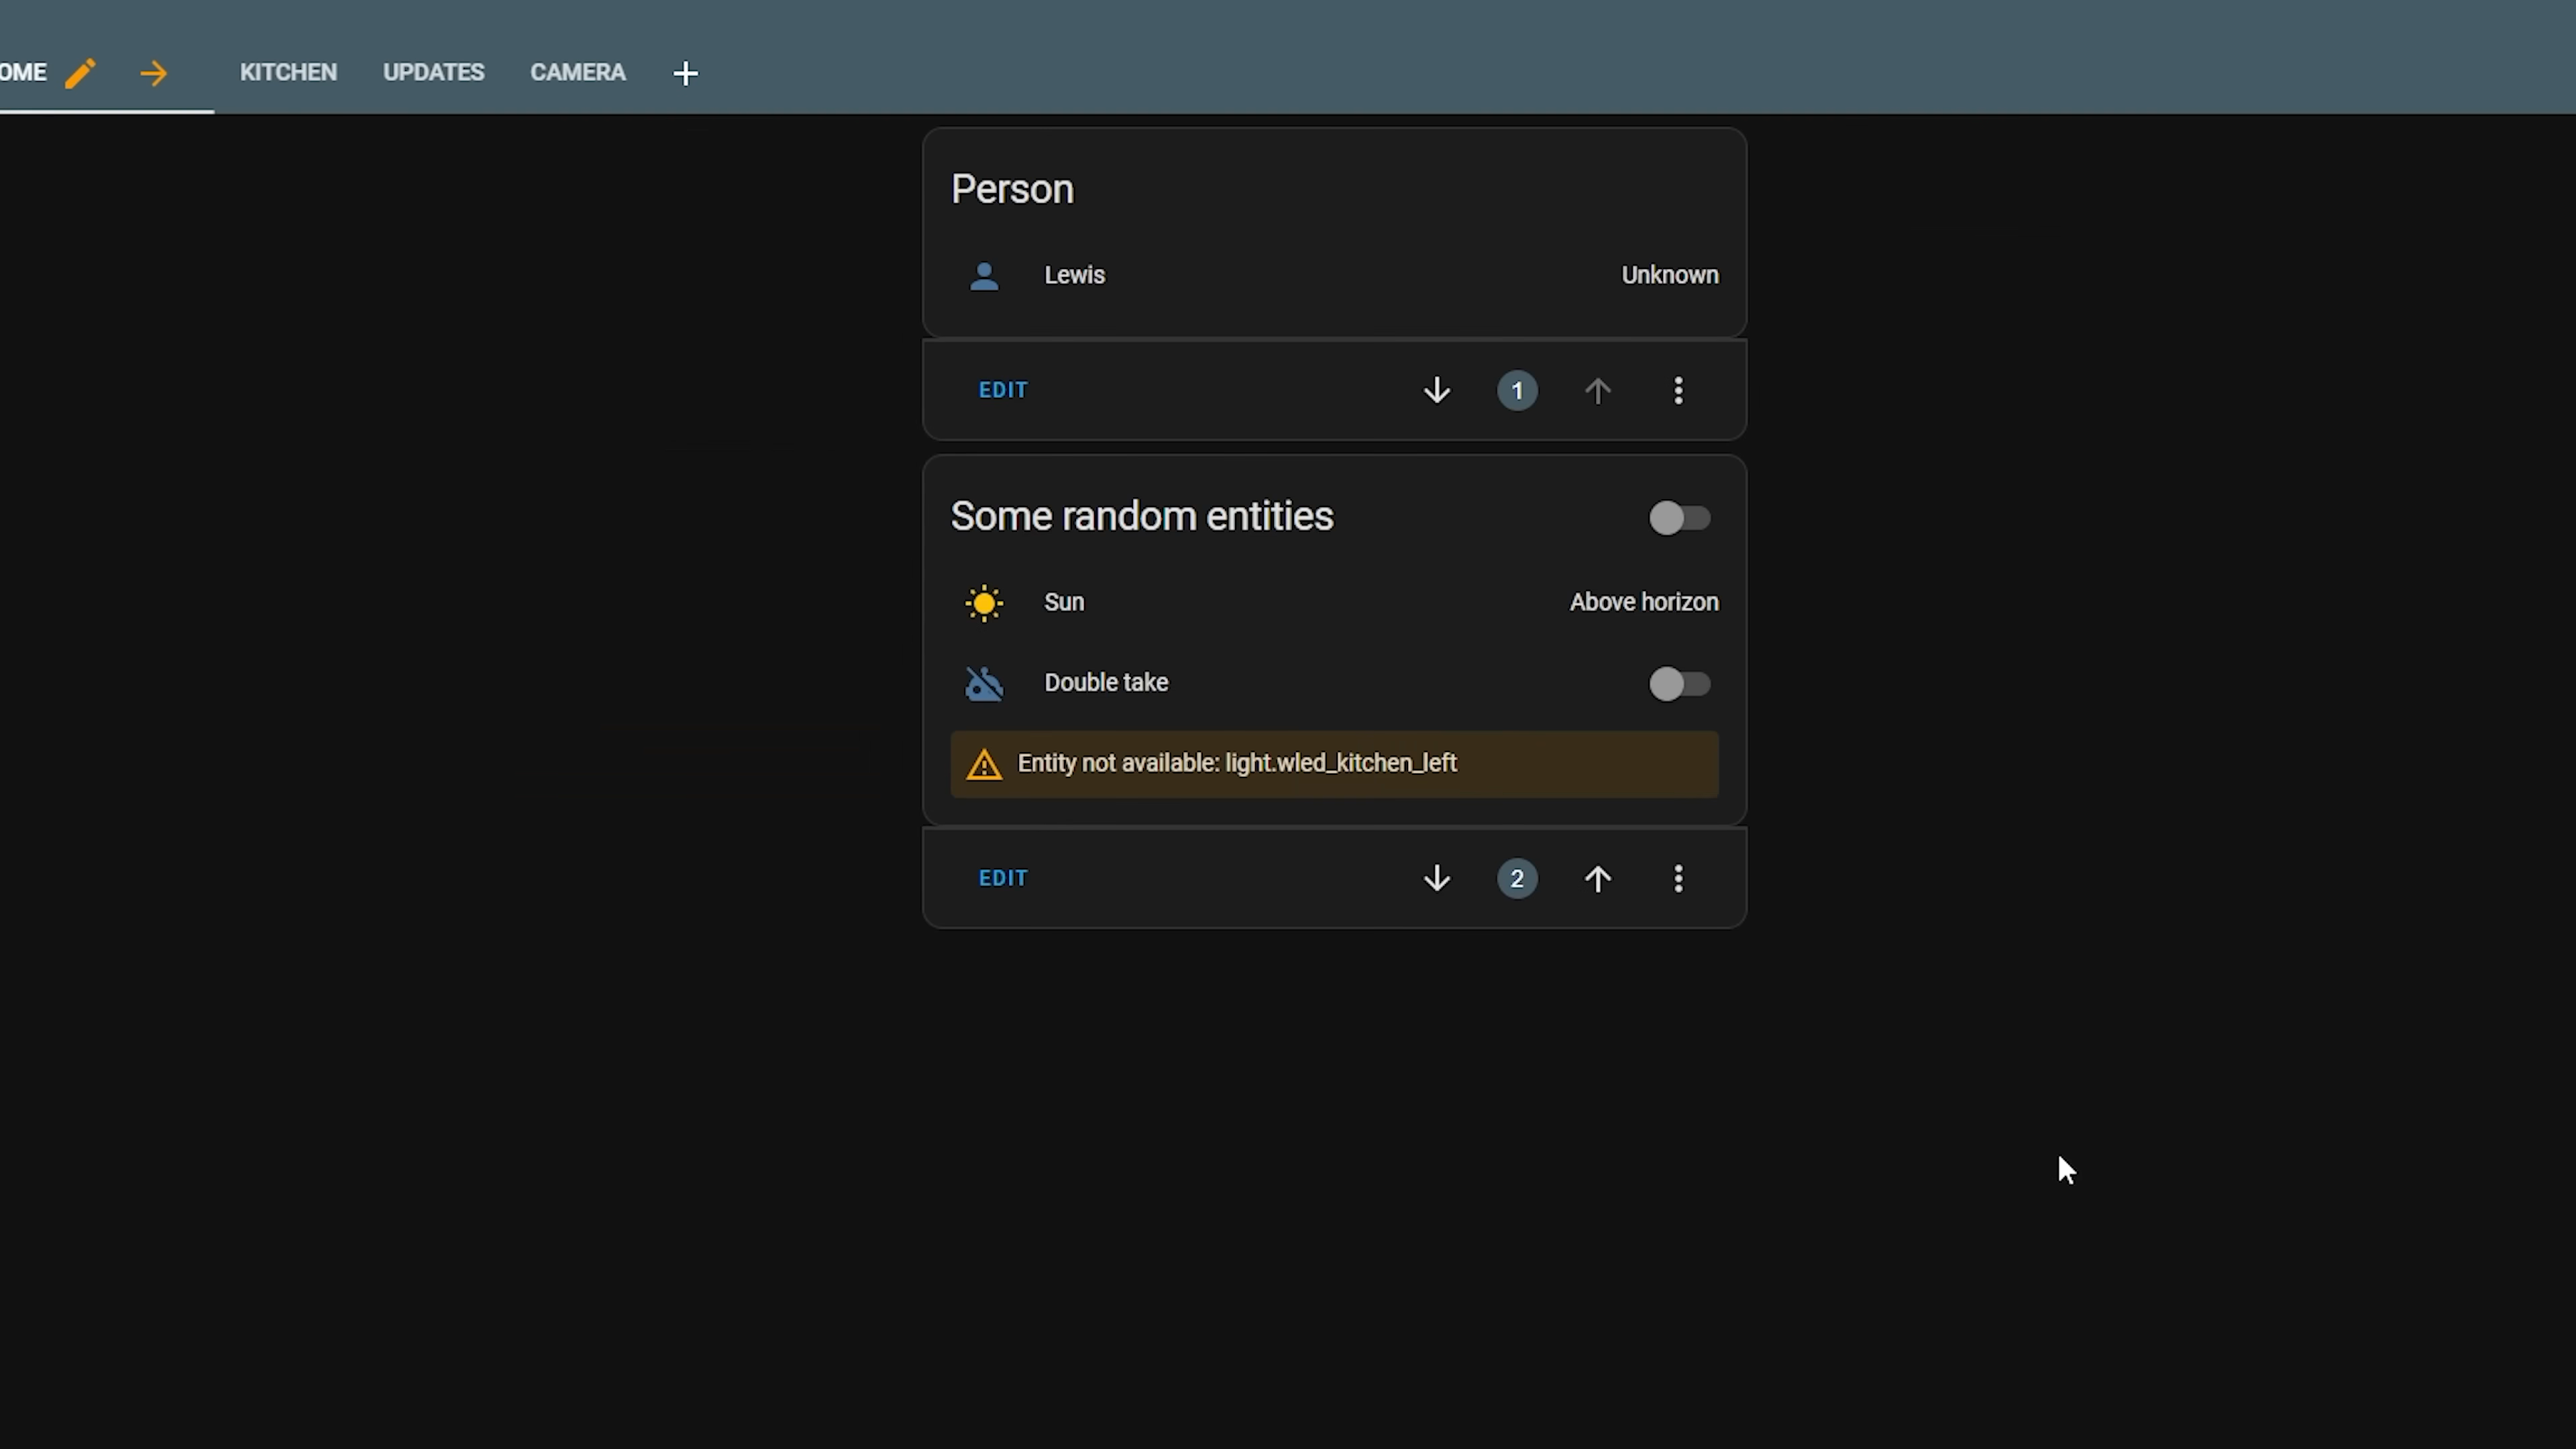 OME KITCHEN UPDATES CAMERA
Person
Lewis Unknown
EDIT 1
Some random entities
Sun Above horizon
Double take
Entity not available: light.wled_kitchen_left
EDIT 2